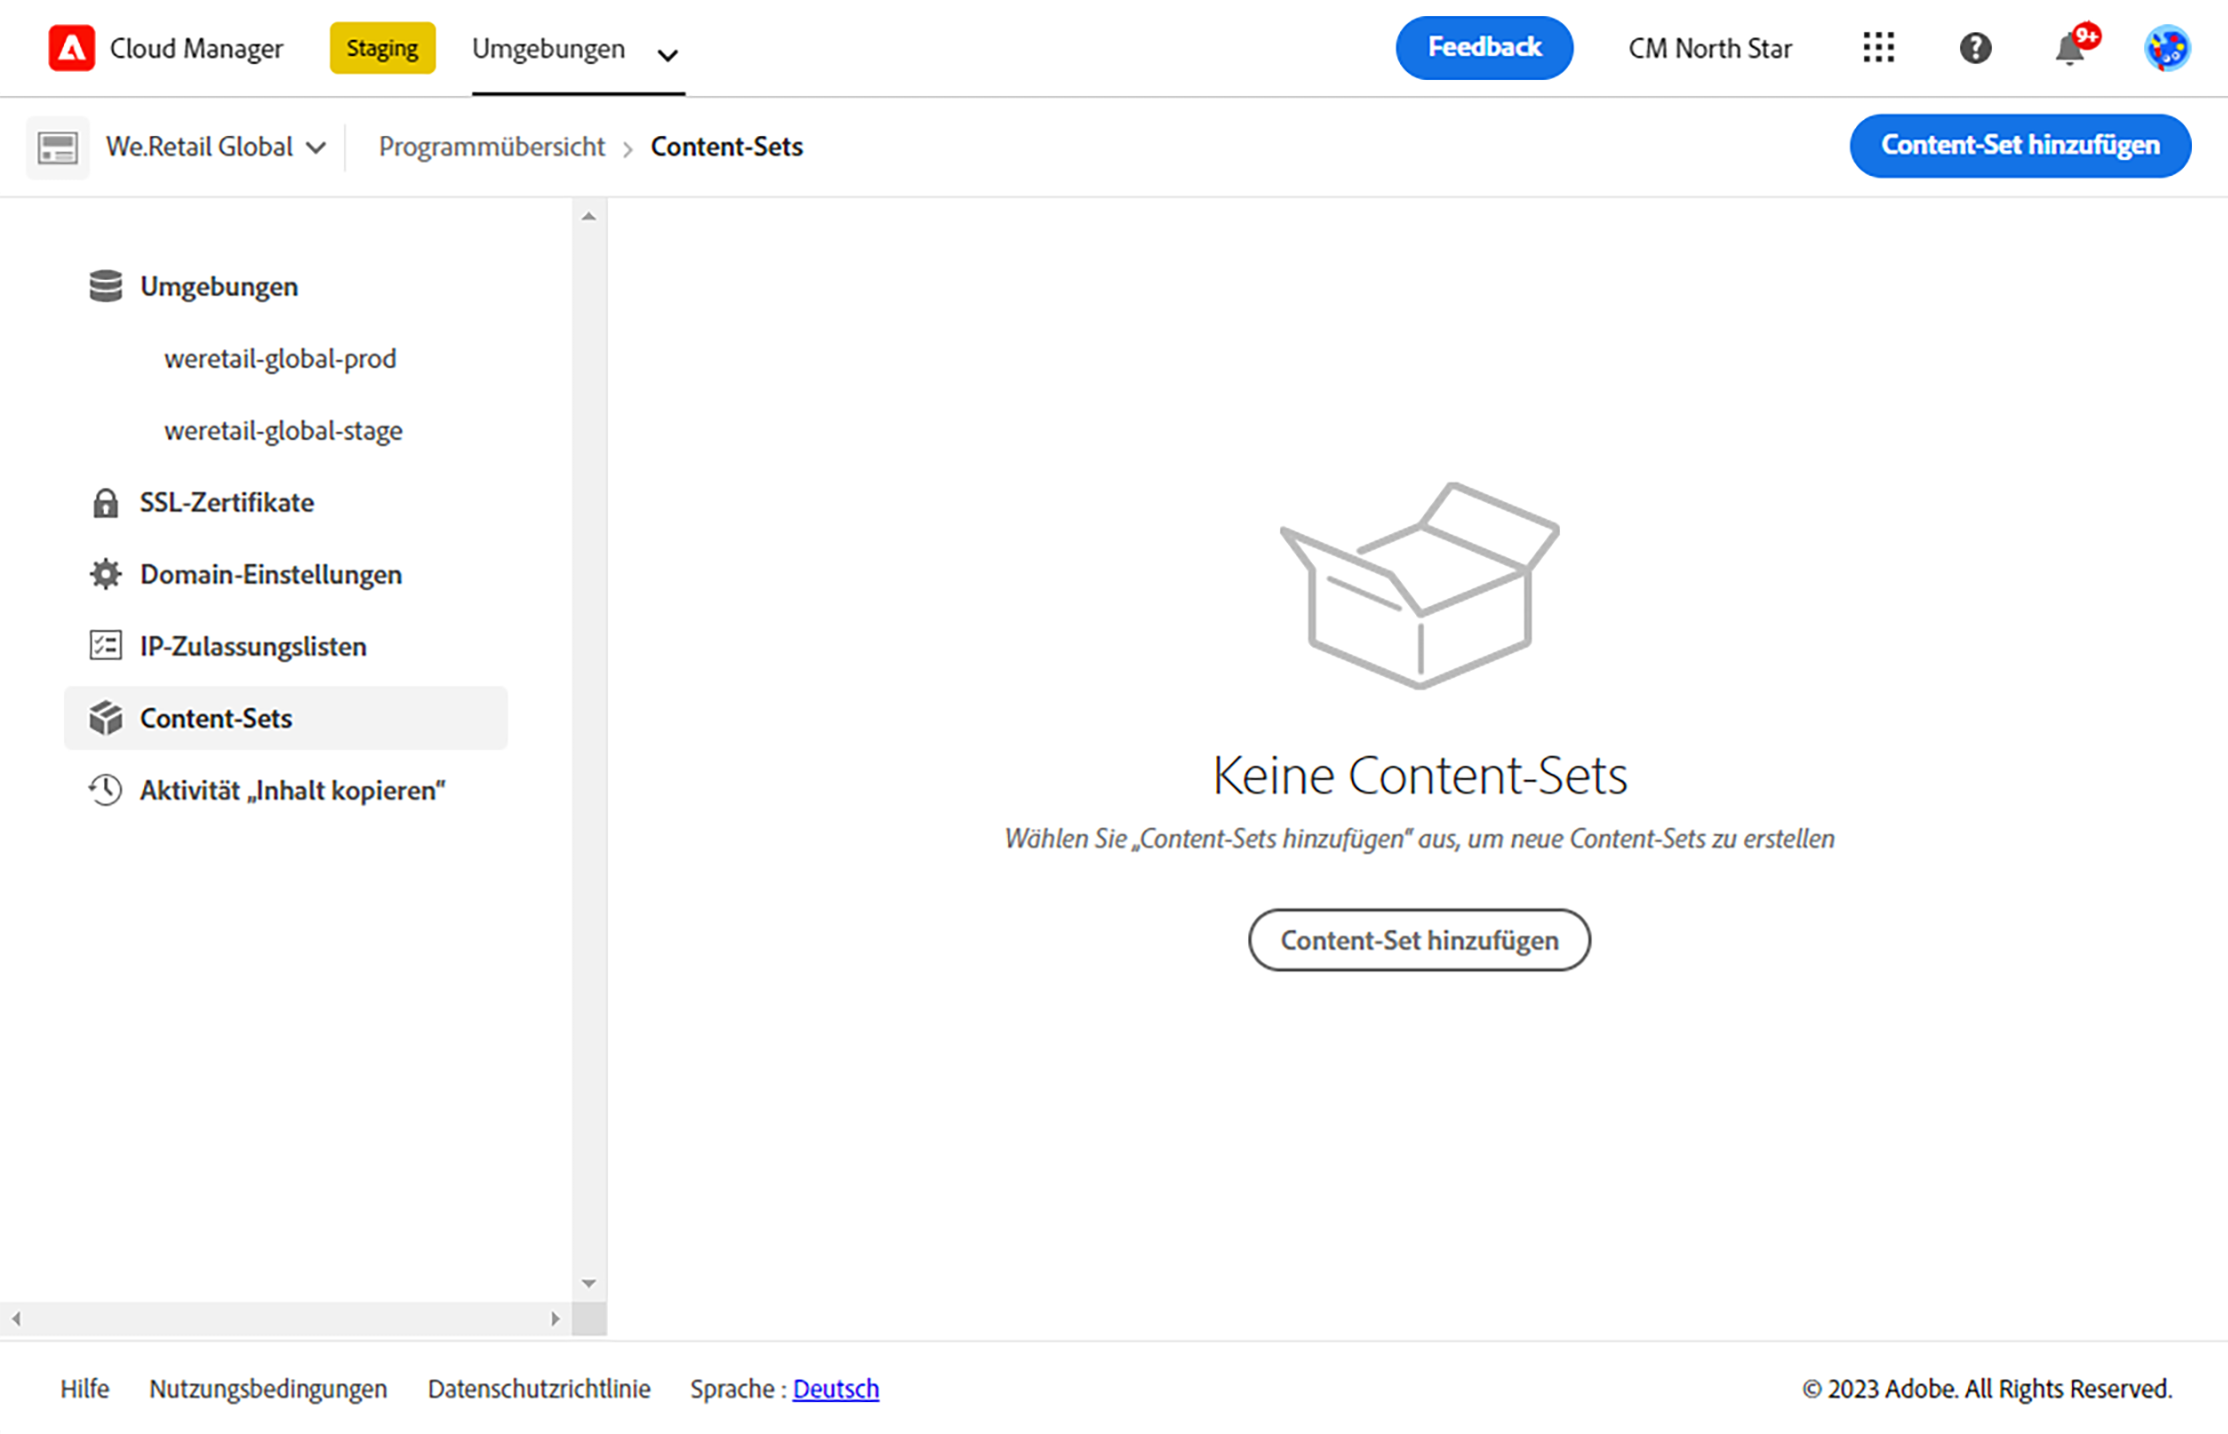 Cloud Manager
Staging
Umgebungen
Feedback
CM North Star
9+
We.Retail Global
Programmübersicht
Content-Sets
Content-Set hinzufügen
Umgebungen
weretail-global-prod
weretail-global-stage
SSL-Zertifikate
Domain-Einstellungen
IP-Zulassungslisten
Content-Sets
Aktivität „Inhalt kopieren“
Keine Content-Sets
Wählen Sie „Content-Sets hinzufügen“ aus, um neue Content-Sets zu erstellen
Content-Set hinzufügen
Hilfe
Nutzungsbedingungen
Datenschutzrichtlinie
Sprache : Deutsch
© 2023 Adobe. All Rights Reserved.